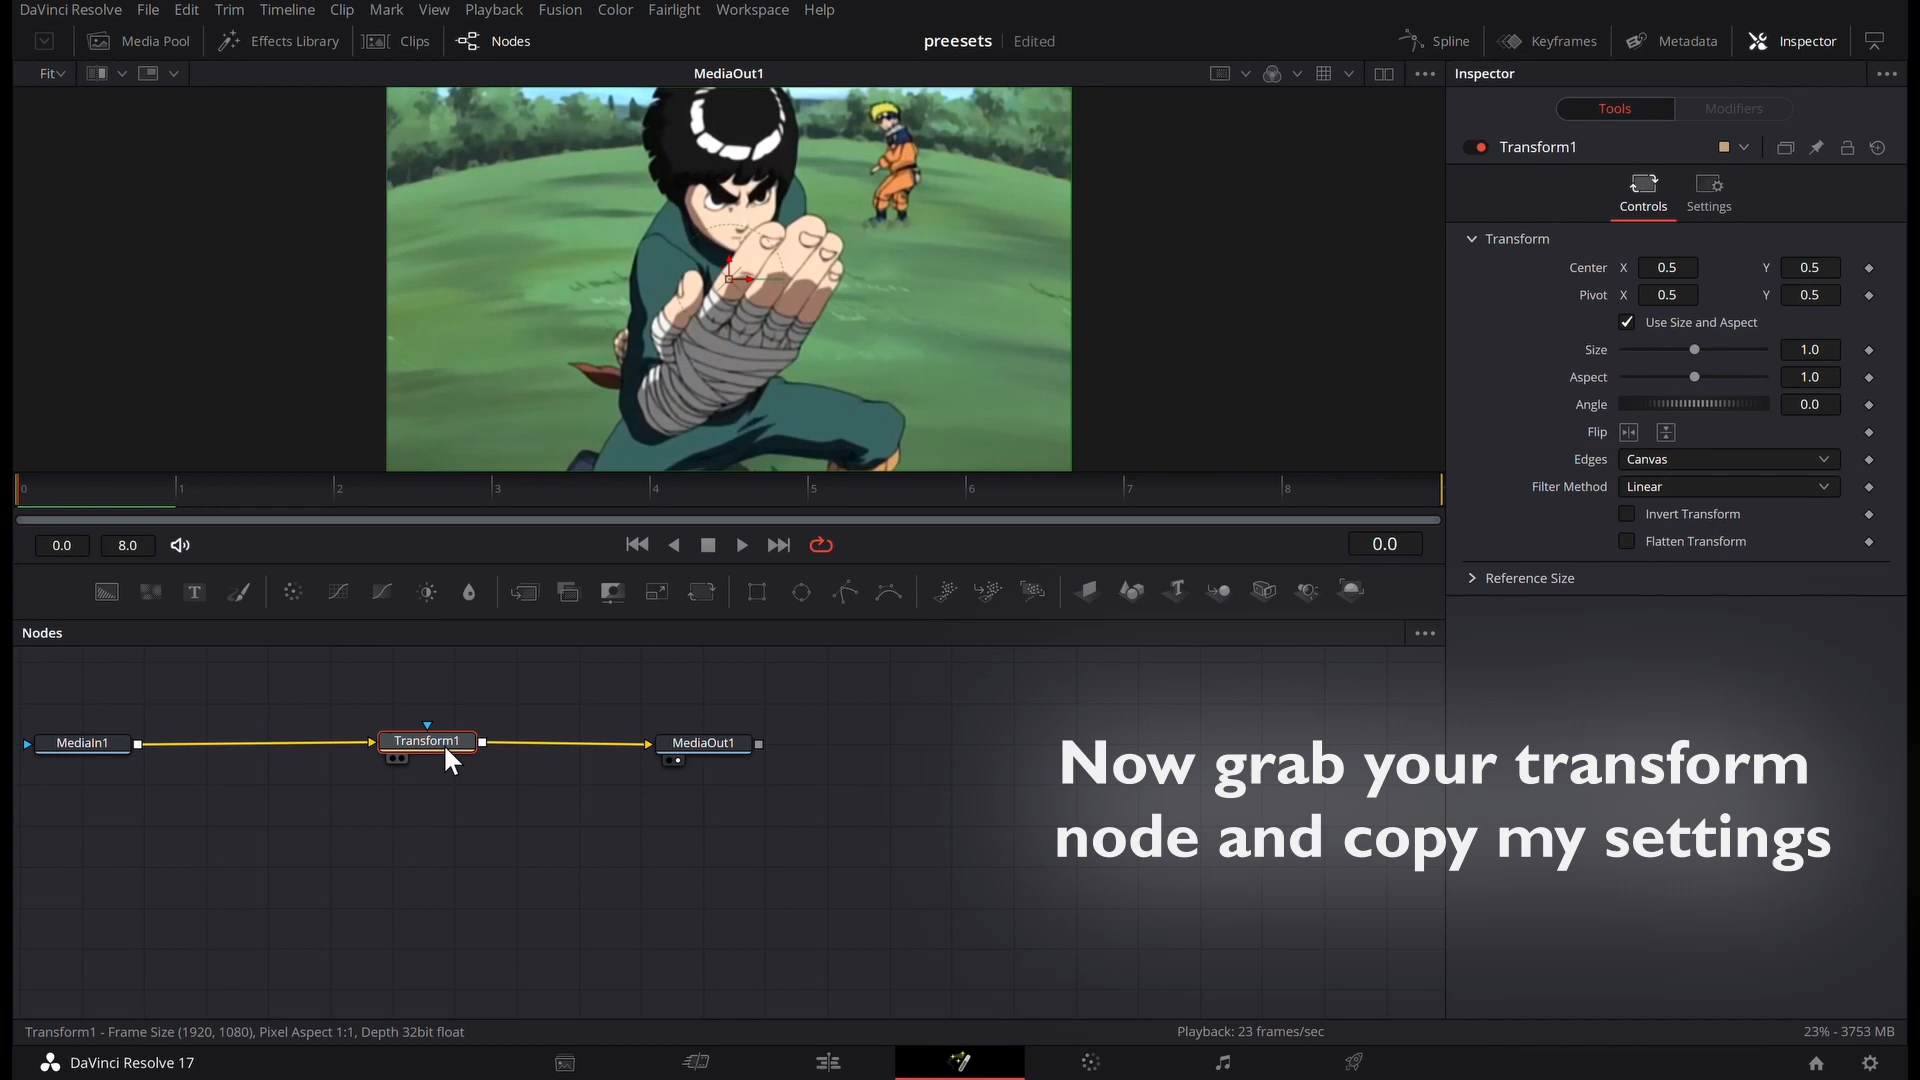 DaVinci Resolve File Edit Trim Timeline Clip Mark View Playback Fusion Color Fairlight Workspace Help
Media Pool Effects Library Clips Nodes preesets Edited Spline Keyframes Metadata Inspector
Fit MediaOut1 Inspector
Tools Modifiers
Transform1
Controls Settings
Transform
Center X 0.5 Y 0.5
Pivot X 0.5 Y 0.5
Use Size and Aspect
Size 1.0
Aspect 1.0
Angle 0.0
Flip
Edges Canvas
Filter Method Linear
Invert Transform
Flatten Transform
Reference Size
0 1 2 3 4 5 6 7 8
0.0 8.0 0.0
T T
Nodes
MediaIn1 Transform1 MediaOut1
Now grab your transform
node and copy my settings
Transform1 - Frame Size (1920, 1080), Pixel Aspect 1:1, Depth 32bit float Playback: 23 frames/sec 23% - 3753 MB
DaVinci Resolve 17